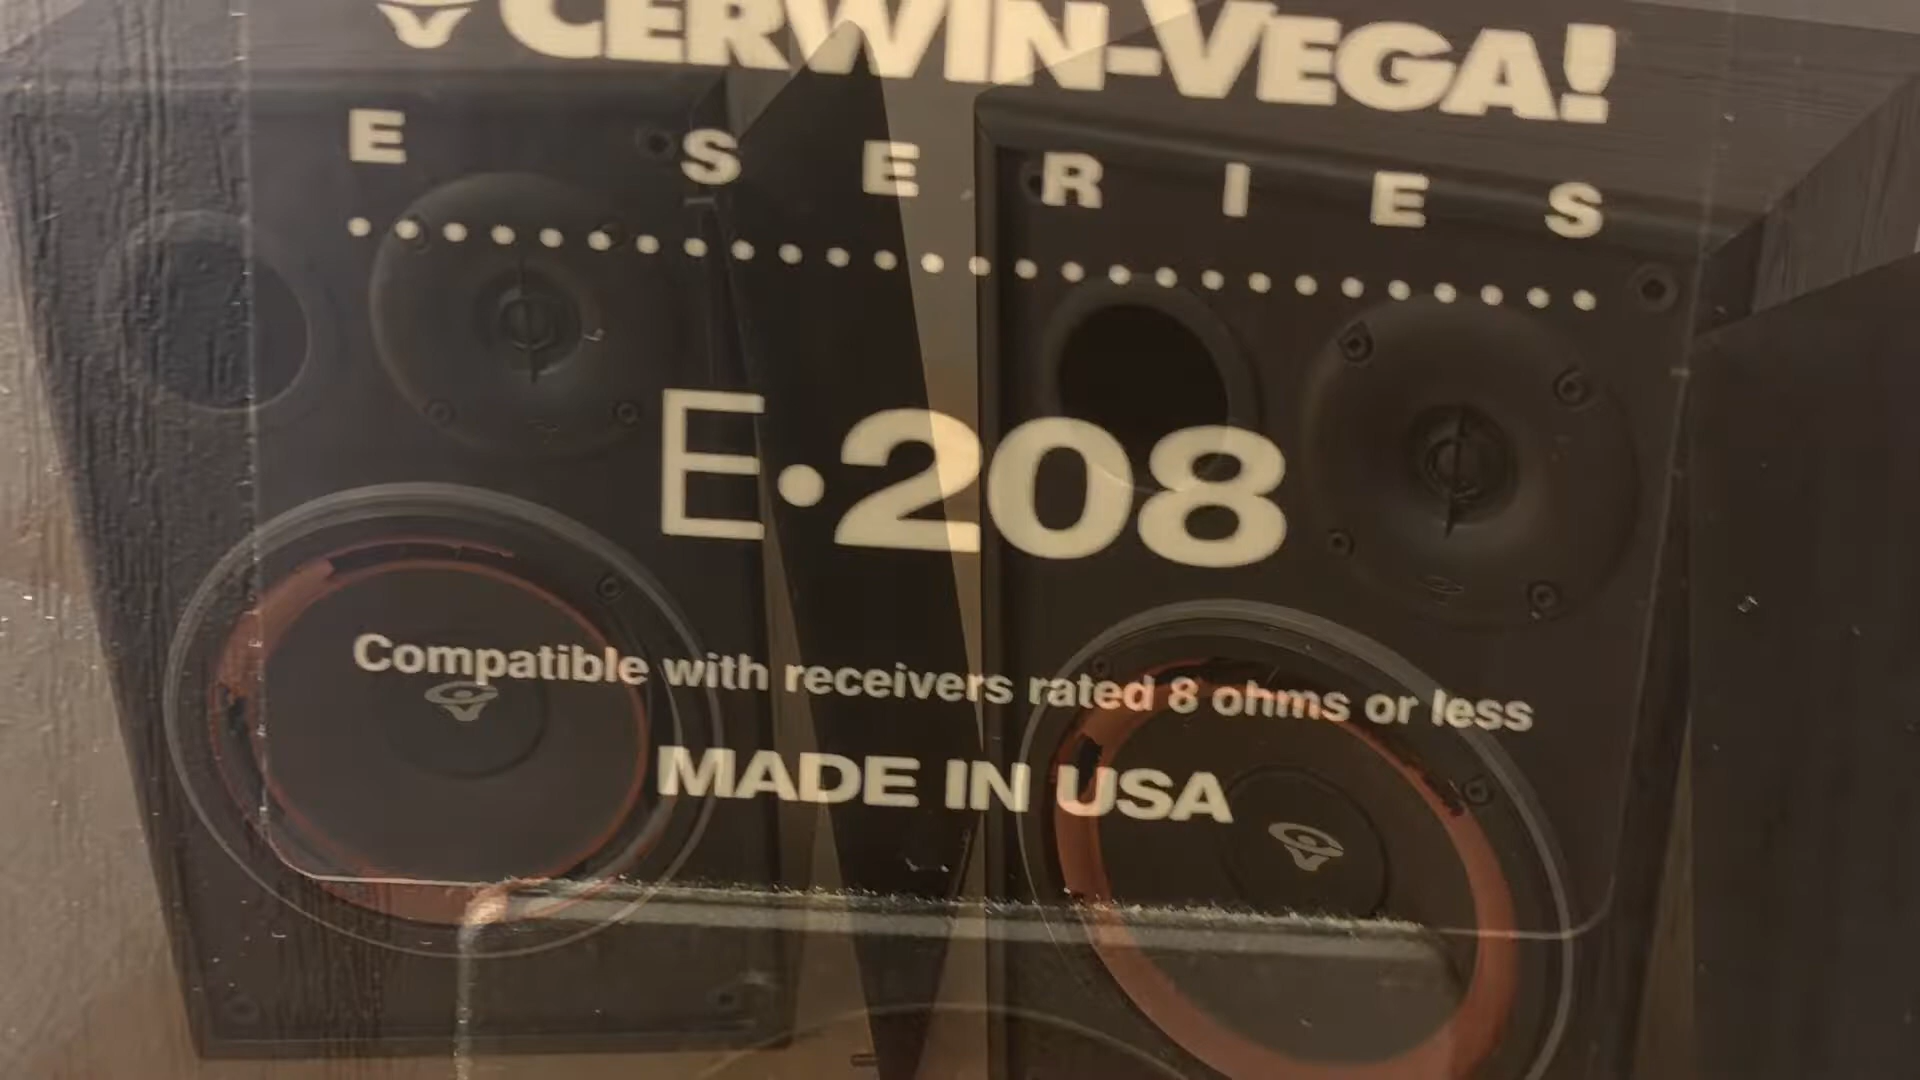 CERWIN-VEGA!
E SERIES
E•208
Compatible with receivers rated 8 ohms or less
MADE IN USA